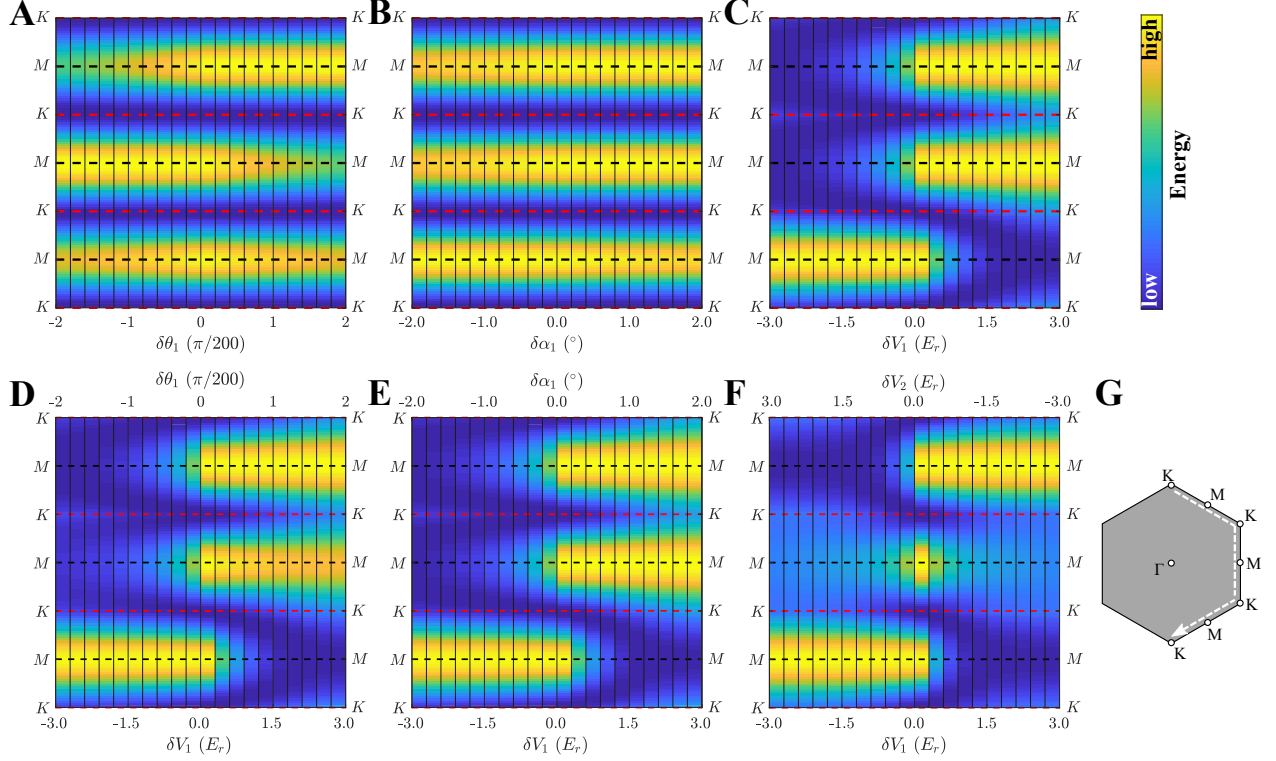 A
K
M
K
M
K
M
K
-2 -1 0 1 2
δθ₁ (π/200)
B
K K
M M
K K
M M
K K
M M
K K
-2.0 -1.0 0.0 1.0 2.0
δα₁ (°)
C
K K
M M
K K
M M
K K
M M
K K
-3.0 -1.5 0.0 1.5 3.0
δV₁ (Eᵣ)
high
low
Energy
D
δθ₁ (π/200)
-2 -1 0 1 2
K K
M M
K K
M M
K K
M M
K K
-3.0 -1.5 0.0 1.5 3.0
δV₁ (Eᵣ)
E
δα₁ (°)
-2.0 -1.0 0.0 1.0 2.0
K
M
K
M
K
M
K
-3.0 -1.5 0.0 1.5 3.0
δV₁ (Eᵣ)
F
δV₂ (Eᵣ)
3.0 1.5 0.0 -1.5 -3.0
K K
M M
K K
M M
K K
M M
K K
-3.0 -1.5 0.0 1.5 3.0
δV₁ (Eᵣ)
G
K
M
K
Γ
M
K
M
K